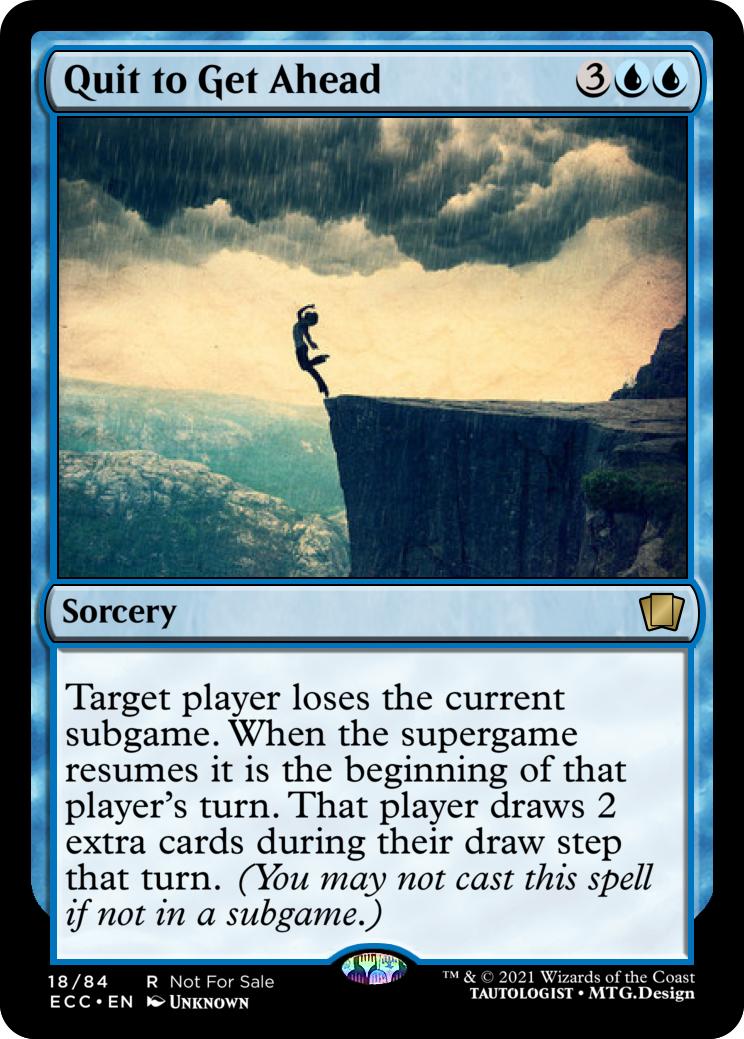 Quit to Get Ahead 3
Sorcery
Target player loses the current
subgame. When the supergame
resumes it is the beginning of that
player's turn. That player draws 2
extra cards during their draw step
that turn. (You may not cast this spell
if not in a subgame.)
18/84 R Not For Sale
ECC • EN Unknown
™ & © 2021 Wizards of the Coast
TAUTOLOGIST • MTG.Design